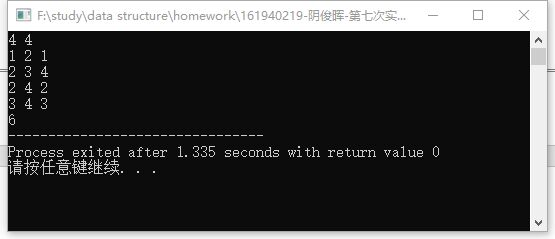 F:\study\data structure\homework\161940219-阴俊晖-第七次实...
4 4
1 2 1
2 3 4
2 4 2
3 4 3
6
--------------------------------
Process exited after 1.335 seconds with return value 0
请按任意键继续. . .